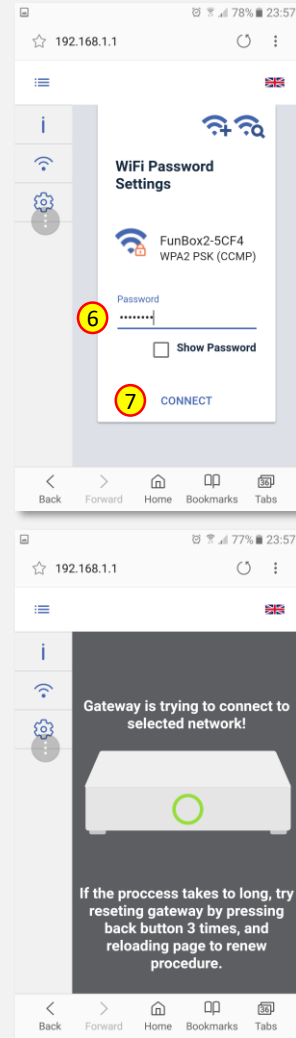 78% 23:57
192.168.1.1
i
WiFi Password
Settings
FunBox2-5CF4
WPA2 PSK (CCMP)
Password
6
········
Show Password
7 CONNECT
Back Forward Home Bookmarks 36 Tabs
77% 23:57
192.168.1.1
i
Gateway is trying to connect to
selected network!
If the proccess takes to long, try
reseting gateway by pressing
back button 3 times, and
reloading page to renew
procedure.
Back Forward Home Bookmarks 36 Tabs